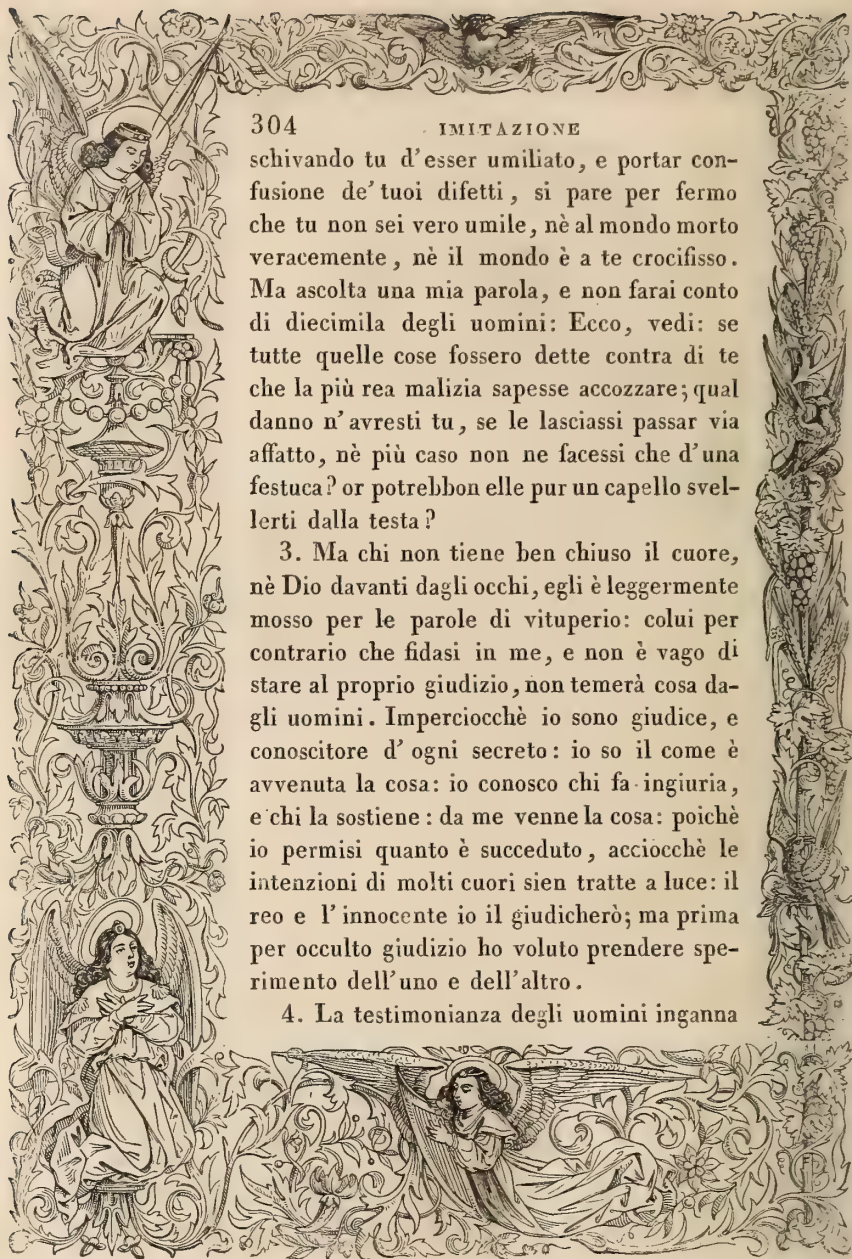 304 IMITAZIONE
schivando tu d'esser umiliato, e portar con-
fusione de' tuoi difetti, si pare per fermo
che tu non sei vero umile, nè al mondo morto
veracemente, nè il mondo è a te crocifisso.
Ma ascolta una mia parola, e non farai conto
di diecimila degli uomini: Ecco, vedi: se
tutte quelle cose fossero dette contra di te
che la più rea malizia sapesse accozzare; qual
danno n'avresti tu, se le lasciassi passar via
affatto, nè più caso non ne facessi che d'una
festuca? or potrebbon elle pur un capello svel-
lerti dalla testa?
3. Ma chi non tiene ben chiuso il cuore,
nè Dio davanti dagli occhi, egli è leggermente
mosso per le parole di vituperio: colui per
contrario che fidasi in me, e non è vago di
stare al proprio giudizio, non temerà cosa da-
gli uomini. Imperciocchè io sono giudice, e
conoscitore d'ogni secreto: io so il come è
avvenuta la cosa: io conosco chi fa ingiuria,
e chi la sostiene: da me venne la cosa: poichè
io permisi quanto è succeduto, acciocchè le
intenzioni di molti cuori sien tratte a luce: il
reo e l'innocente io il giudicherò; ma prima
per occulto giudizio ho voluto prendere spe-
rimento dell'uno e dell'altro.
4. La testimonianza degli uomini inganna